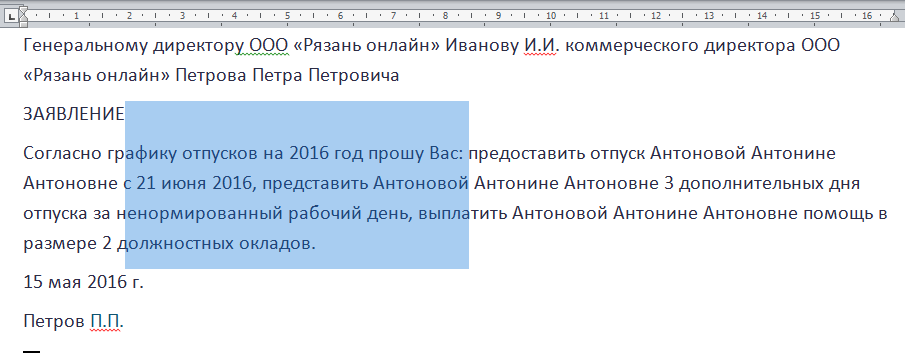 1 2 3 4 5 6 7 8 9 10 11 12 13 14 15 16
Генеральному директору ООО «Рязань онлайн» Иванову И.И. коммерческого директора ООО
«Рязань онлайн» Петрова Петра Петровича
ЗАЯВЛЕНИЕ
Согласно графику отпусков на 2016 год прошу Вас: предоставить отпуск Антоновой Антонине
Антоновне с 21 июня 2016, представить Антоновой Антонине Антоновне 3 дополнительных дня
отпуска за ненормированный рабочий день, выплатить Антоновой Антонине Антоновне помощь в
размере 2 должностных окладов.
15 мая 2016 г.
Петров П.П.